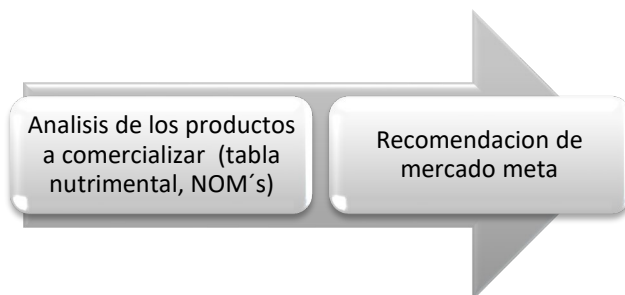 Analisis de los productos
a comercializar (tabla
nutrimental, NOM´s)
Recomendacion de
mercado meta